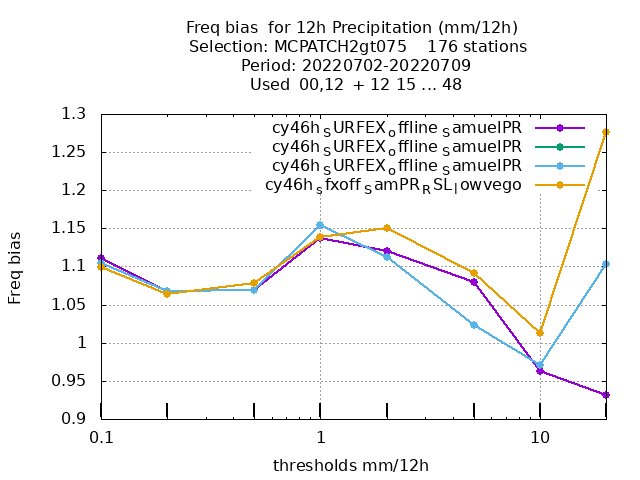 Freq bias  for 12h Precipitation (mm/12h)
Selection: MCPATCH2gt075    176 stations
Period: 20220702-20220709
Used  00,12  + 12 15 ... 48
1.3
1.25
1.2
1.15
1.1
1.05
1
0.95
0.9
Freq bias
cy46h_SURFEX_offline_SamuelPR
cy46h_SURFEX_offline_SamuelPR
cy46h_SURFEX_offline_SamuelPR
cy46h_sfxoff_SamPR_RSL_lowvego
0.1 1 10
thresholds mm/12h